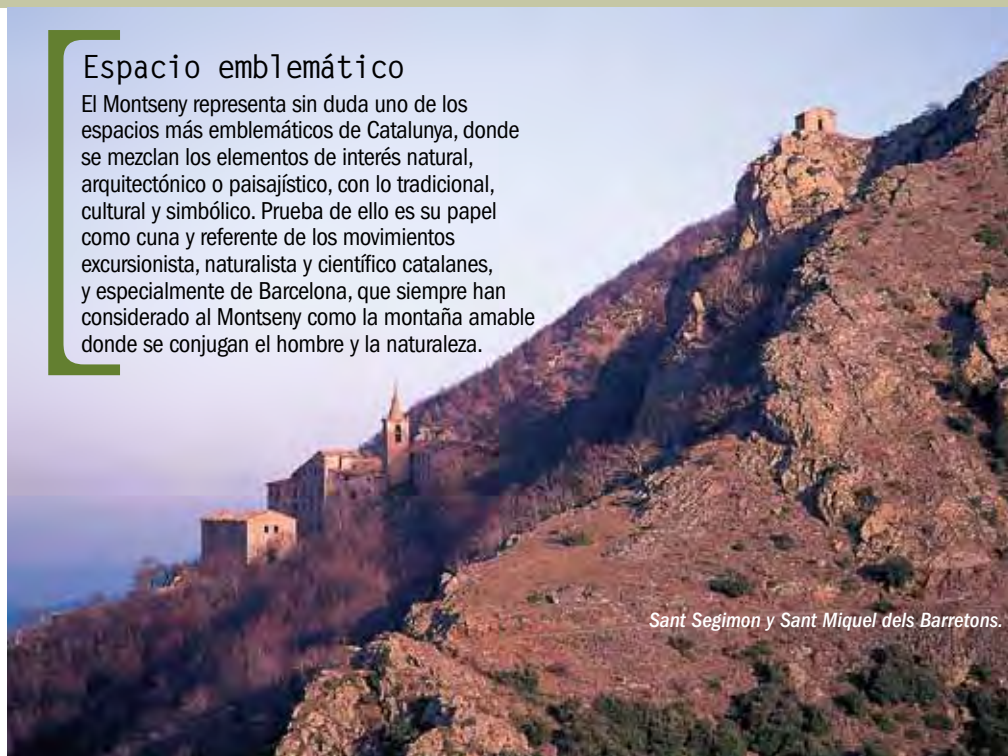 Espacio emblemático
El Montseny representa sin duda uno de los
espacios más emblemáticos de Catalunya, donde
se mezclan los elementos de interés natural,
arquitectónico o paisajístico, con lo tradicional,
cultural y simbólico. Prueba de ello es su papel
como cuna y referente de los movimientos
excursionista, naturalista y científico catalanes,
y especialmente de Barcelona, que siempre han
considerado al Montseny como la montaña amable
donde se conjugan el hombre y la naturaleza.
Sant Segimon y Sant Miquel dels Barretons.